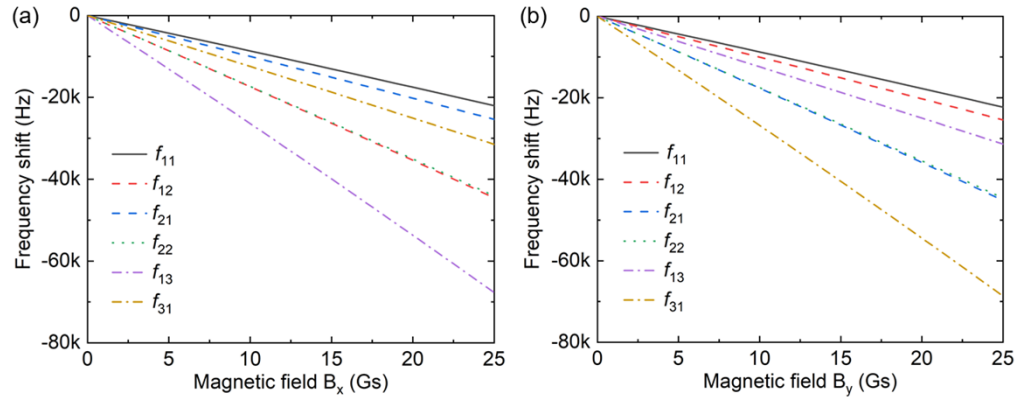 (a)
0
-20k
-40k
-60k
-80k
Frequency shift (Hz)
f11
f12
f21
f22
f13
f31
0 5 10 15 20 25
Magnetic field Bx (Gs)
(b)
0
-20k
-40k
-60k
-80k
Frequency shift (Hz)
f11
f12
f21
f22
f13
f31
0 5 10 15 20 25
Magnetic field By (Gs)